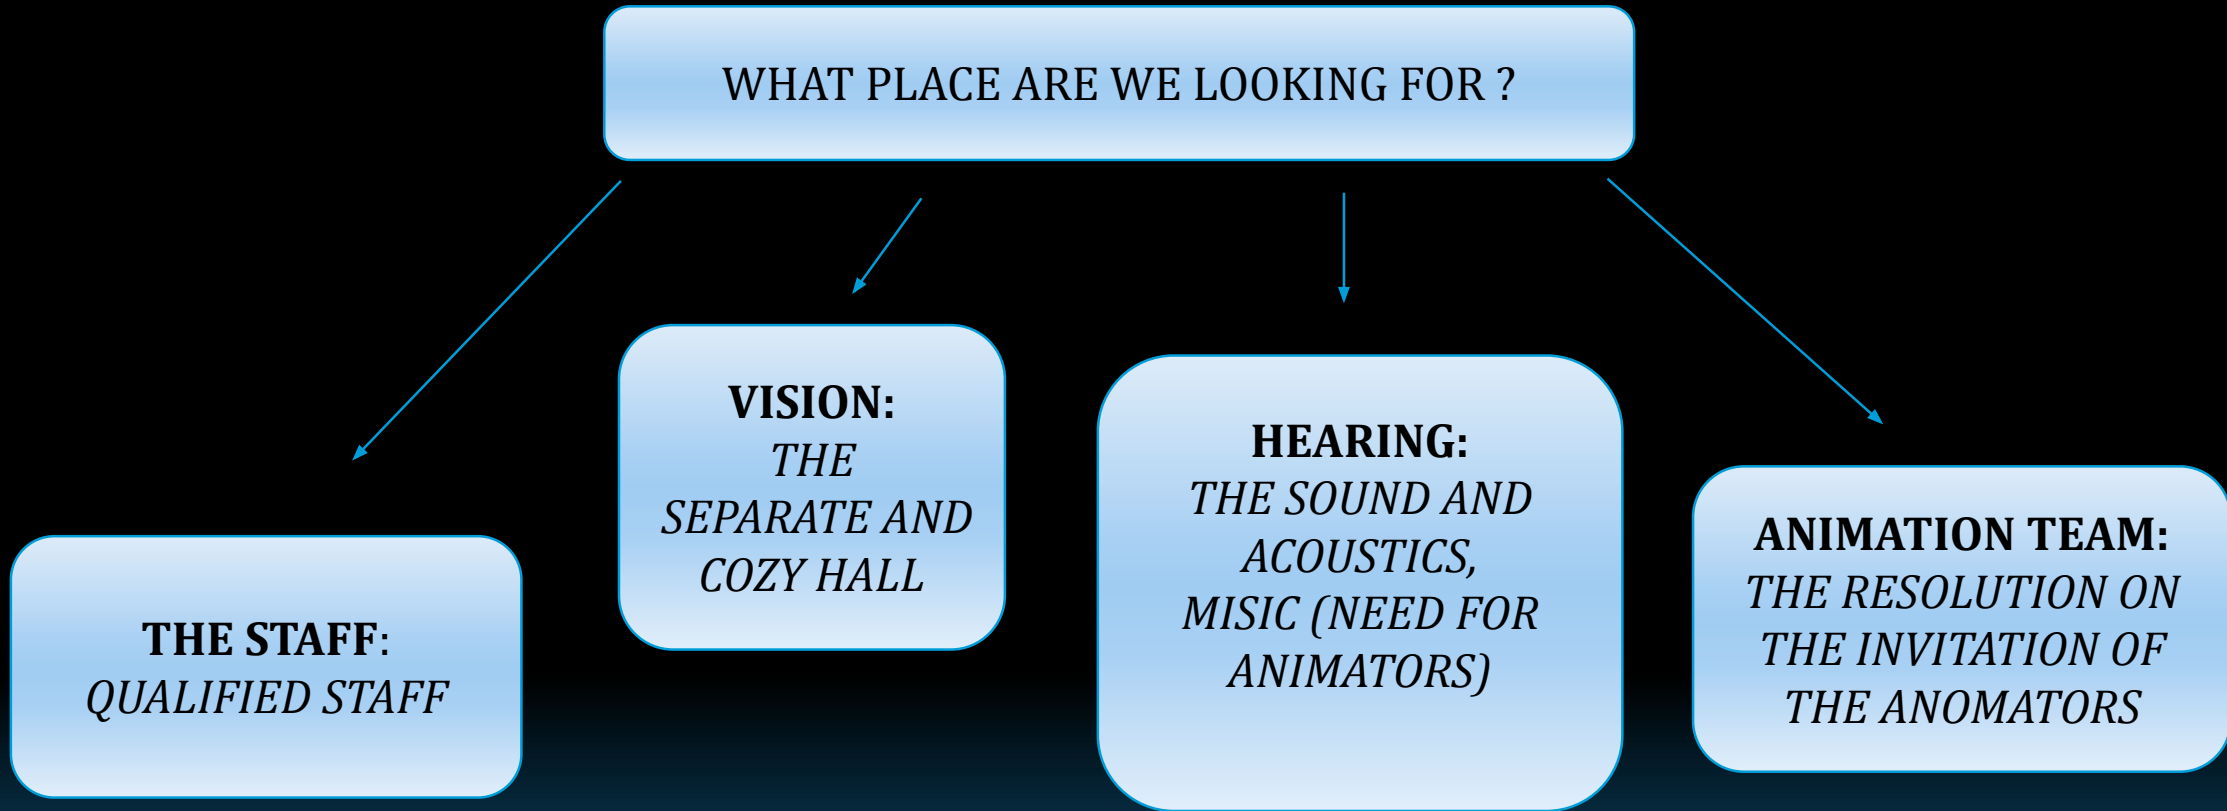 WHAT PLACE ARE WE LOOKING FOR ?
THE STAFF:
QUALIFIED STAFF
VISION:
THE
SEPARATE AND
COZY HALL
HEARING:
THE SOUND AND
ACOUSTICS,
MISIC (NEED FOR
ANIMATORS)
ANIMATION TEAM:
THE RESOLUTION ON
THE INVITATION OF
THE ANOMATORS